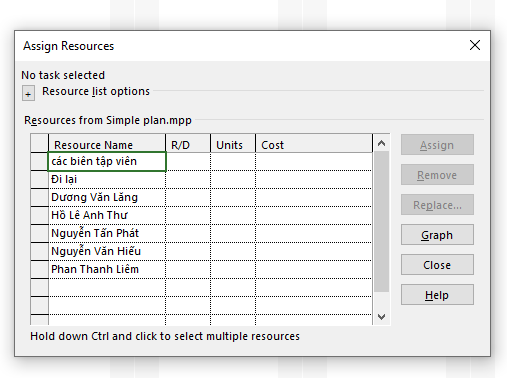 Assign Resources
No task selected
+ Resource list options
Resources from Simple plan.mpp
Resource Name R/D Units Cost
các biên tập viên
Đi lại
Dương Văn Lăng
Hồ Lê Anh Thư
Nguyễn Tấn Phát
Nguyễn Văn Hiếu
Phan Thanh Liêm
Assign
Remove
Replace...
Graph
Close
Help
Hold down Ctrl and click to select multiple resources